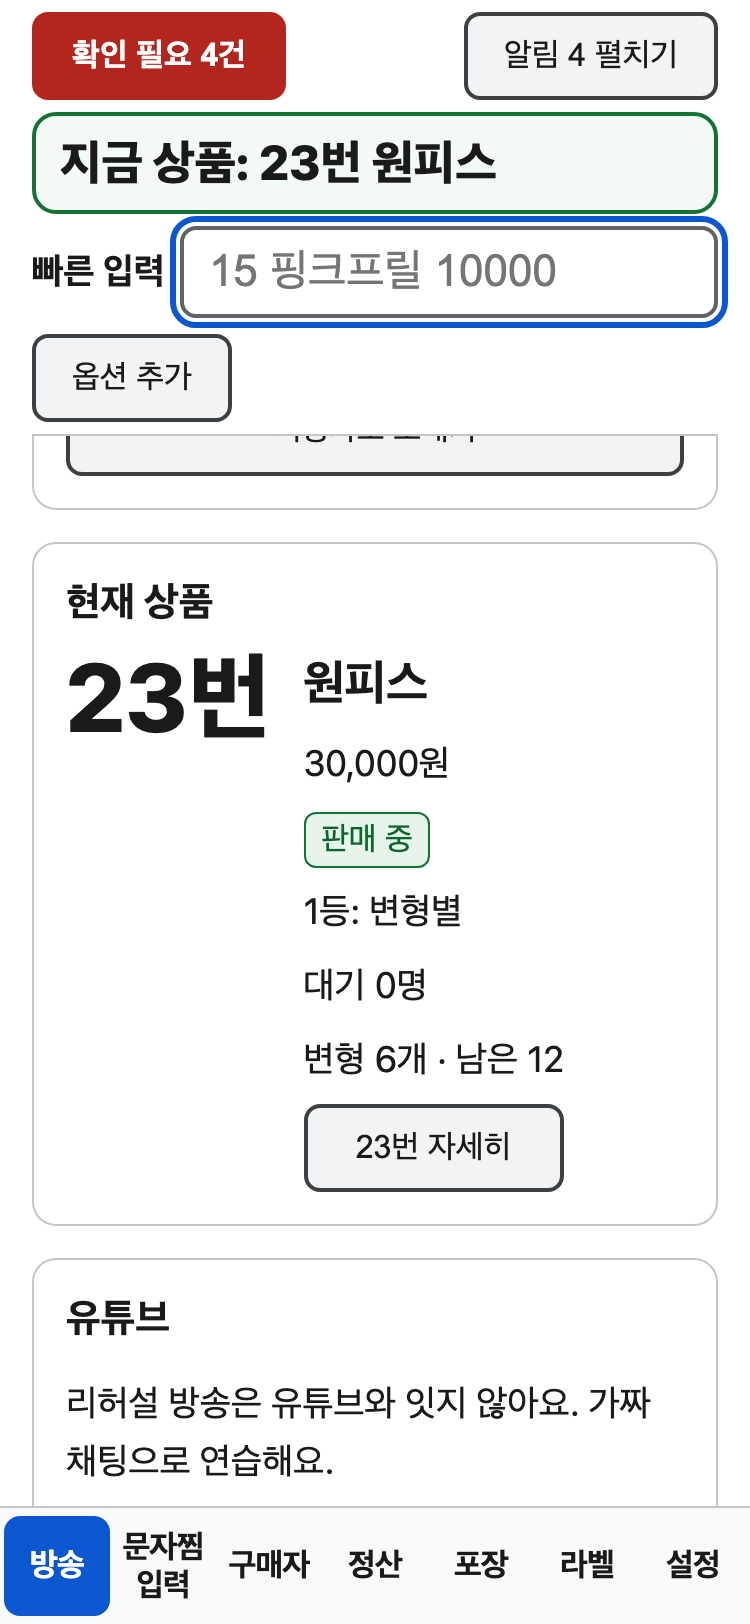 확인 필요 4건
알림 4 펼치기
지금 상품: 23번 원피스
빠른 입력
15 핑크프릴 10000
옵션 추가
현재 상품
23번
원피스
30,000원
판매 중
1등: 변형별
대기 0명
변형 6개 · 남은 12
23번 자세히
유튜브
리허설 방송은 유튜브와 잇지 않아요. 가짜
채팅으로 연습해요.
방송
문자찜
입력
구매자
정산
포장
라벨
설정